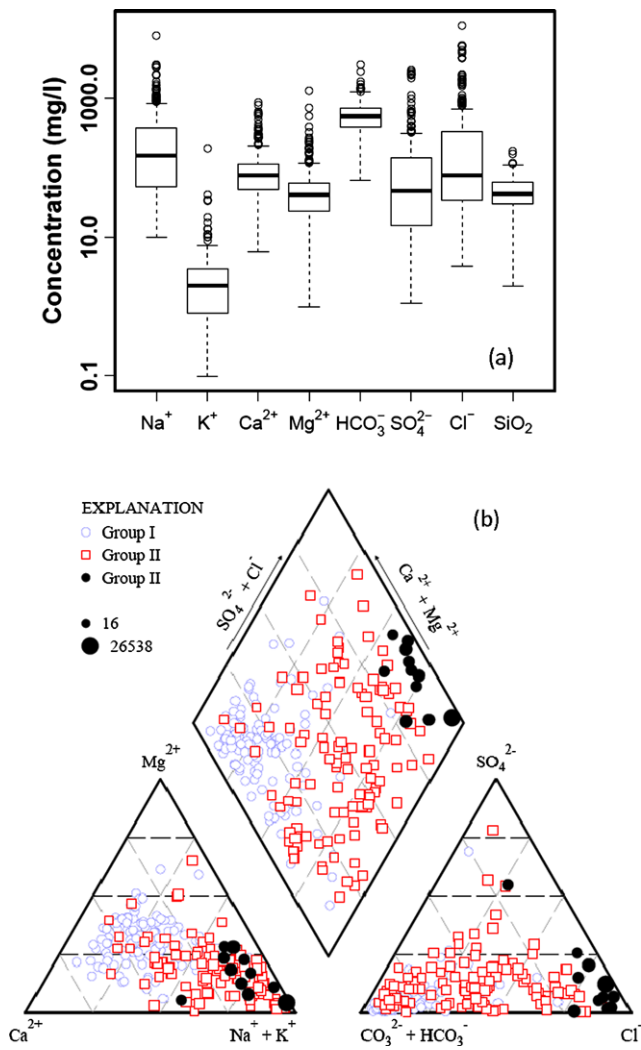 (a)
Concentration (mg/l)
1000.0
10.0
0.1
Na⁺ K⁺ Ca²⁺ Mg²⁺ HCO₃⁻ SO₄²⁻ Cl⁻ SiO₂
(b)
EXPLANATION
Group I
Group II
Group II
16
26538
SO₄²⁻ + Cl⁻
Ca²⁺ + Mg²⁺
Mg²⁺
SO₄²⁻
Ca²⁺
Na⁺ + K⁺
CO₃²⁻ + HCO₃⁻
Cl⁻